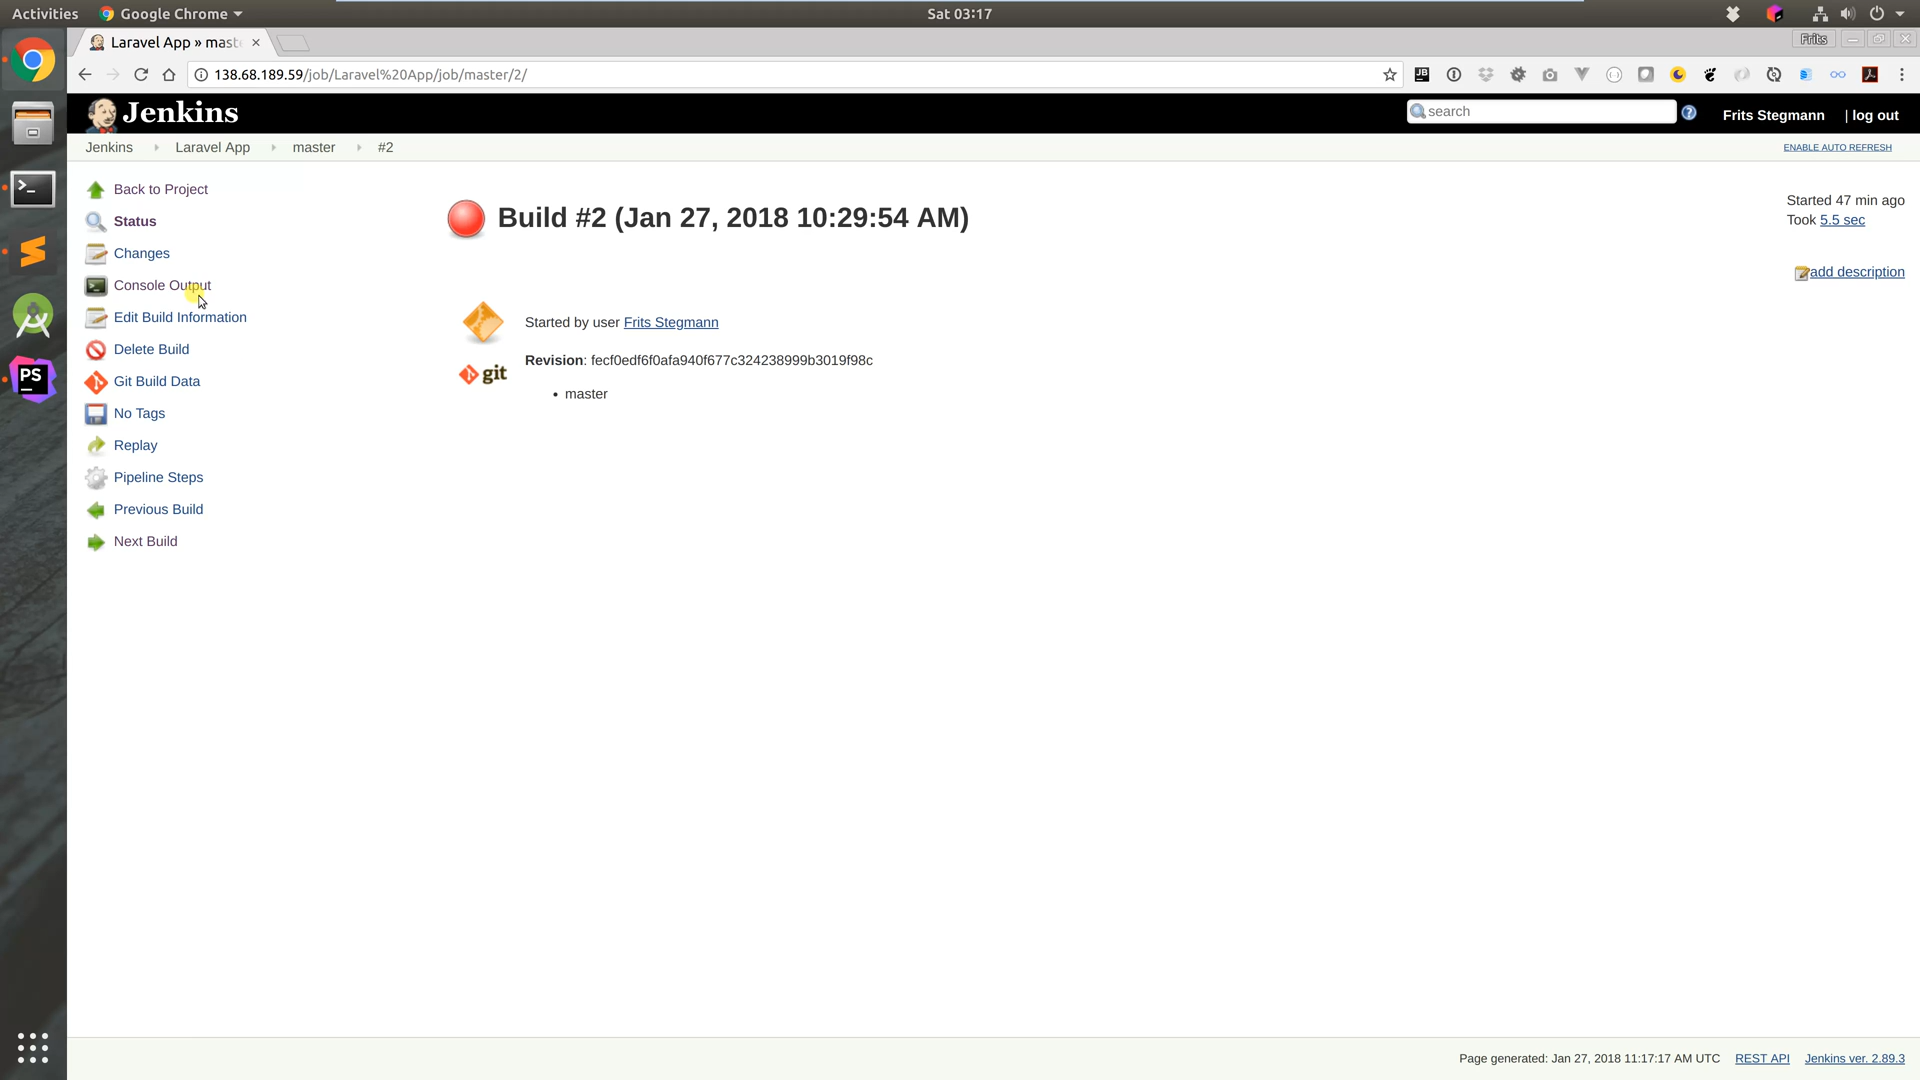 Activities
Google Chrome
Sat 03:17
Laravel App » mast
Frits
138.68.189.59/job/Laravel%20App/job/master/2/
JB
Jenkins
search
Frits Stegmann
| log out
Jenkins
Laravel App
master
#2
ENABLE AUTO REFRESH
Back to Project
Status
Changes
Console Output
Edit Build Information
Delete Build
Git Build Data
No Tags
Replay
Pipeline Steps
Previous Build
Next Build
PS
Build #2 (Jan 27, 2018 10:29:54 AM)
Started 47 min ago
Took 5.5 sec
add description
Started by user Frits Stegmann
git
Revision: fecf0edf6f0afa940f677c324238999b3019f98c
• master
Page generated: Jan 27, 2018 11:17:17 AM UTC
REST API
Jenkins ver. 2.89.3